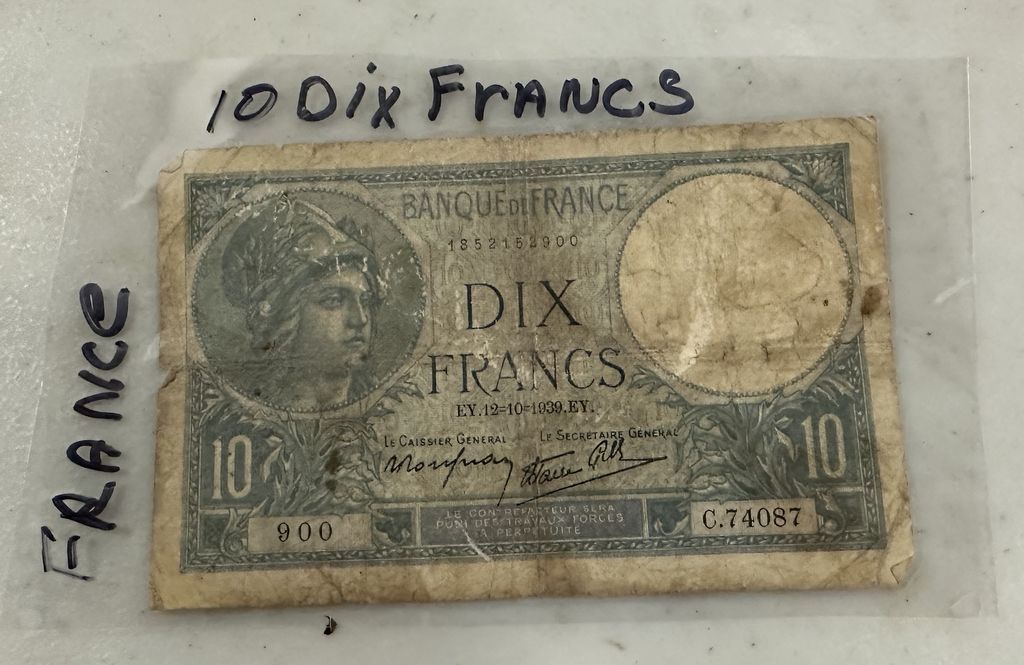 10 Dix FRANCS
FRANCE
BANQUE DE FRANCE
1852152900
DIX
FRANCS
EY.12=10=1939.EY.
LE CAISSIER GENERAL
LE SECRETAIRE GENERAL
10
10
900
LE CONTREFACTEUR SERA
PUNI DES TRAVAUX FORCES
A PERPETUITE
C.74087